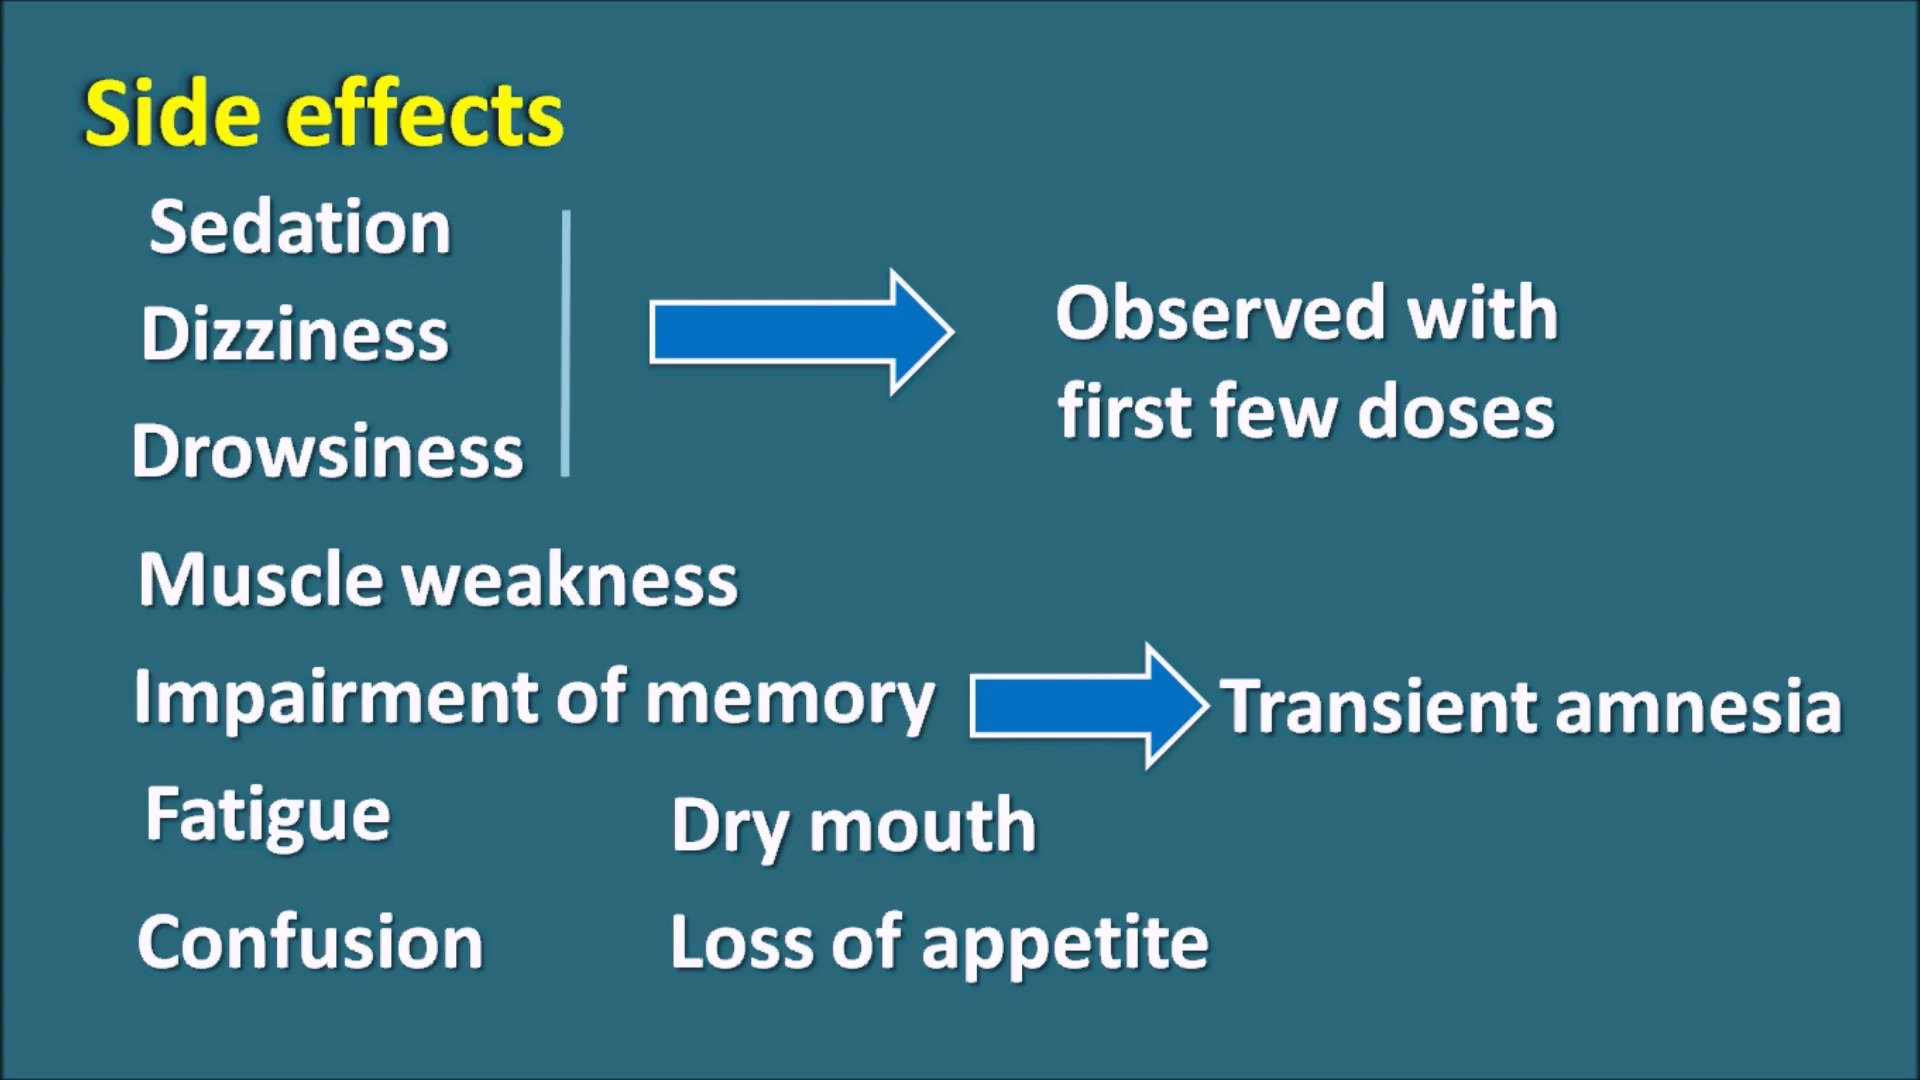 Side effects
Sedation
Dizziness
Drowsiness
Observed with
first few doses
Muscle weakness
Impairment of memory
Transient amnesia
Fatigue
Dry mouth
Confusion
Loss of appetite